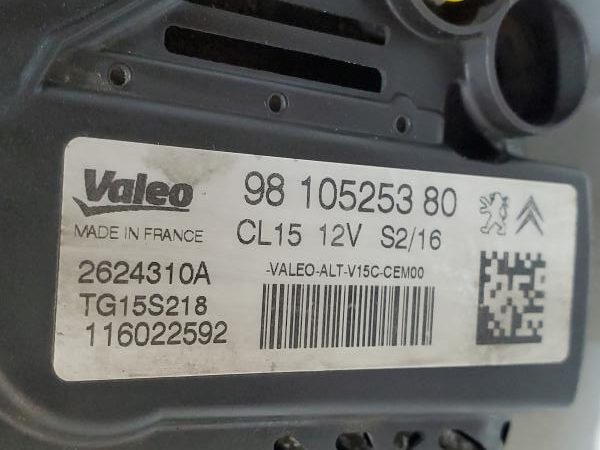 Valeo
98 105253 80
MADE IN FRANCE
CL15 12V S2/16
2624310A
-VALEO-ALT-V15C-CEM00
TG15S218
116022592